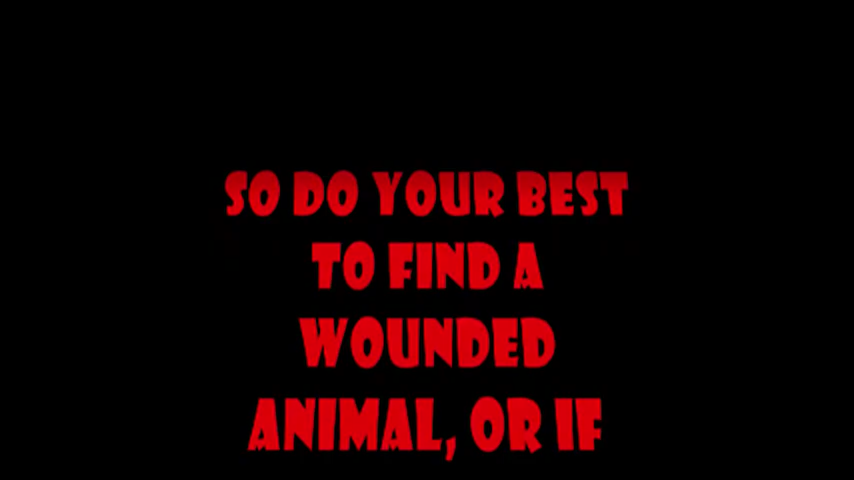 SO DO YOUR BEST
TO FIND A
WOUNDED
ANIMAL, OR IF